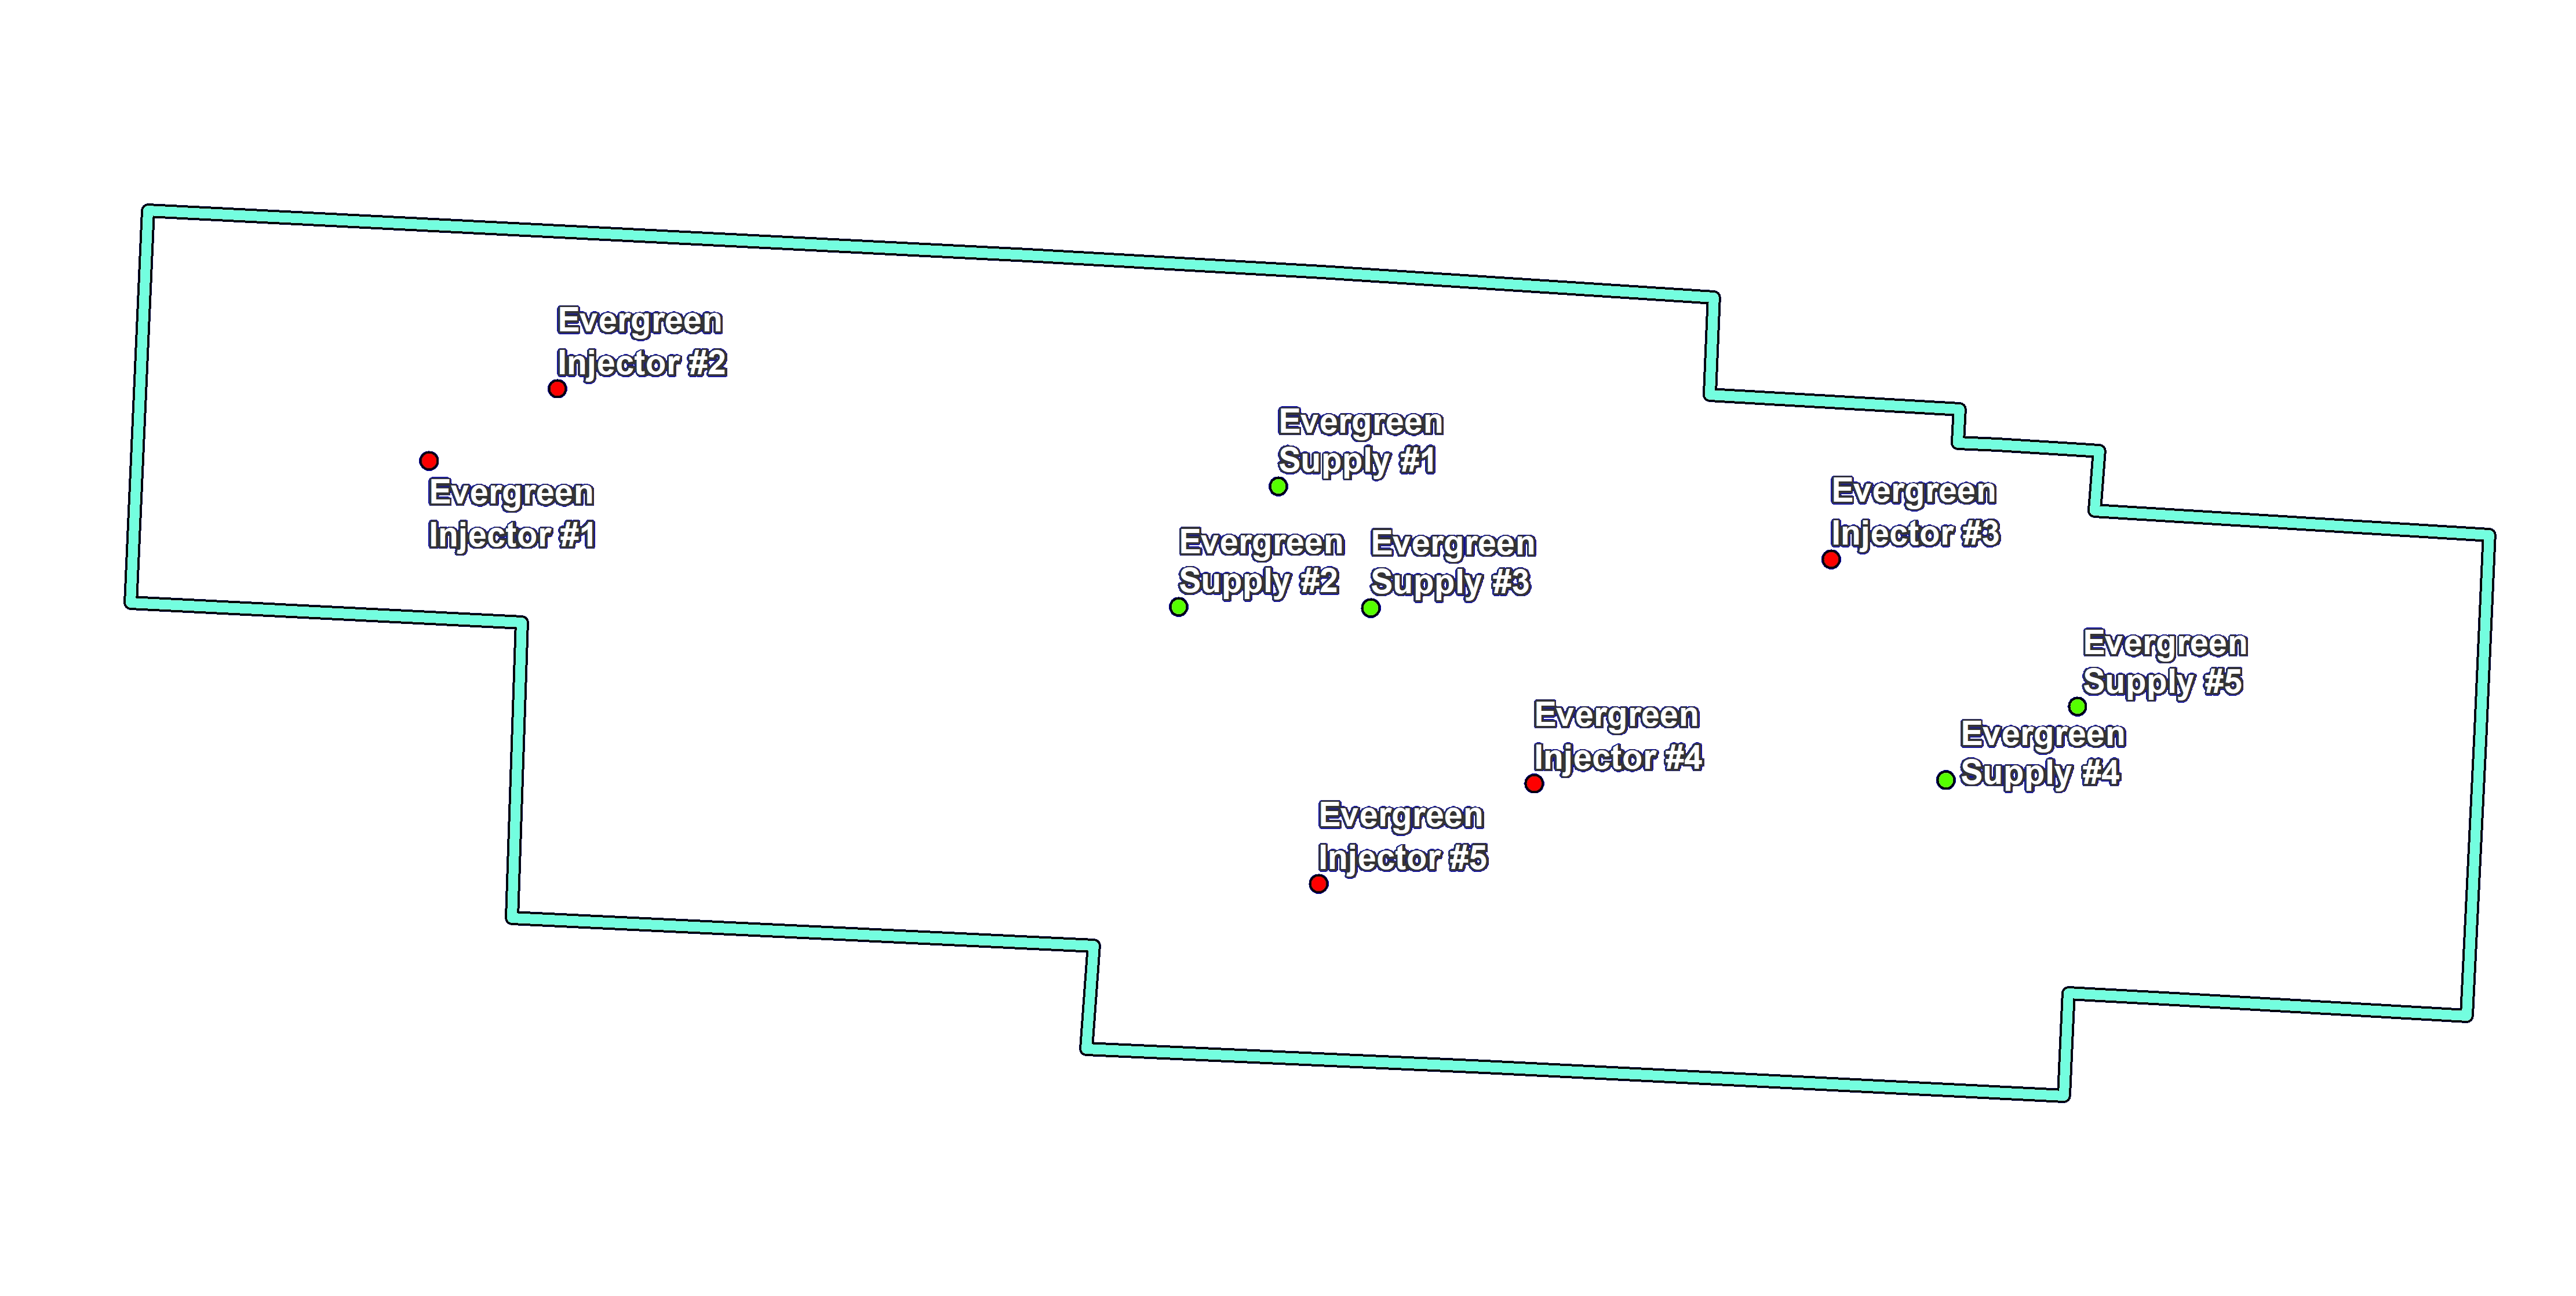 Evergreen
Injector #2
Evergreen
Injector #1
Evergreen
Supply #1
Evergreen
Supply #2
Evergreen
Supply #3
Evergreen
Injector #3
Evergreen
Supply #5
Evergreen
Injector #4
Evergreen
Supply #4
Evergreen
Injector #5